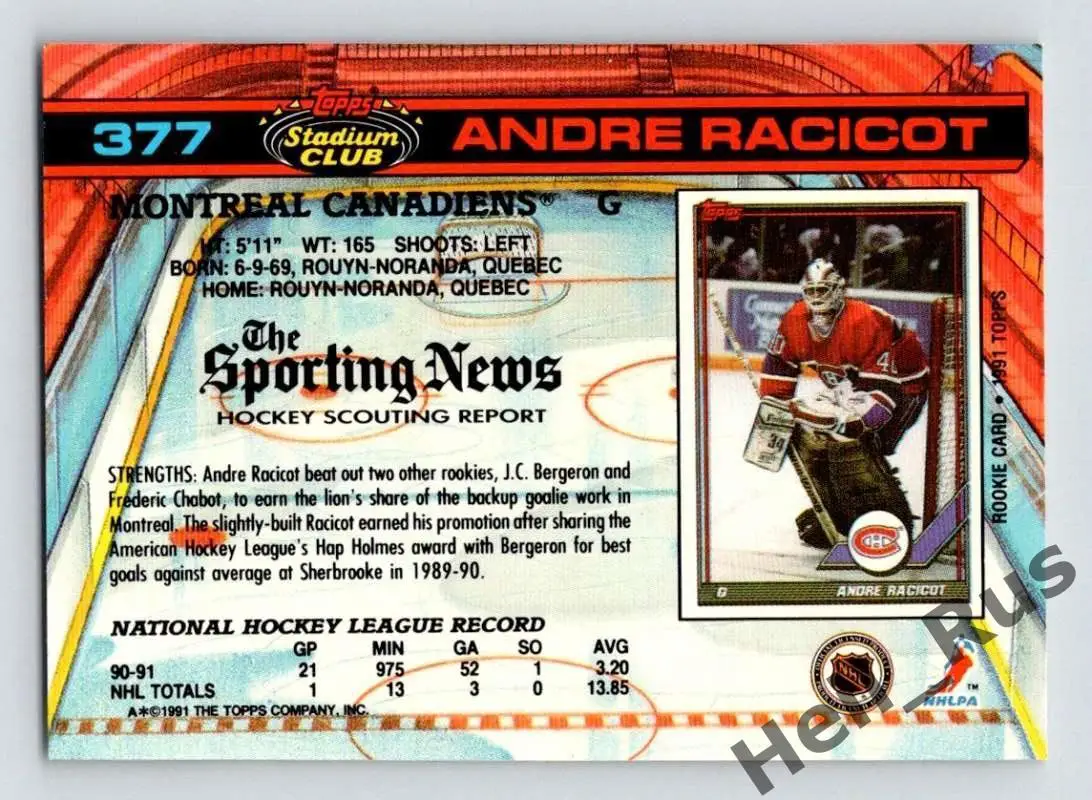 377
Topps
Stadium
CLUB
ANDRE RACICOT
MONTREAL CANADIENS® G
HT: 5'11" WT: 165 SHOOTS: LEFT
BORN: 6-9-69, ROUYN-NORANDA, QUEBEC
HOME: ROUYN-NORANDA, QUEBEC
The
Sporting News
HOCKEY SCOUTING REPORT
STRENGTHS: Andre Racicot beat out two other rookies, J.C. Bergeron and
Frederic Chabot, to earn the lion's share of the backup goalie work in
Montreal. The slightly-built Racicot earned his promotion after sharing the
American Hockey League's Hap Holmes award with Bergeron for best
goals against average at Sherbrooke in 1989-90.
NATIONAL HOCKEY LEAGUE RECORD
GP MIN GA SO AVG
90-91 21 975 52 1 3.20
NHL TOTALS 1 13 3 0 13.85
A*©1991 THE TOPPS COMPANY, INC.
Topps
40
G ANDRE RACICOT
ROOKIE CARD • 1991 TOPPS
NHL
NHLPA
™
Hell_Rus